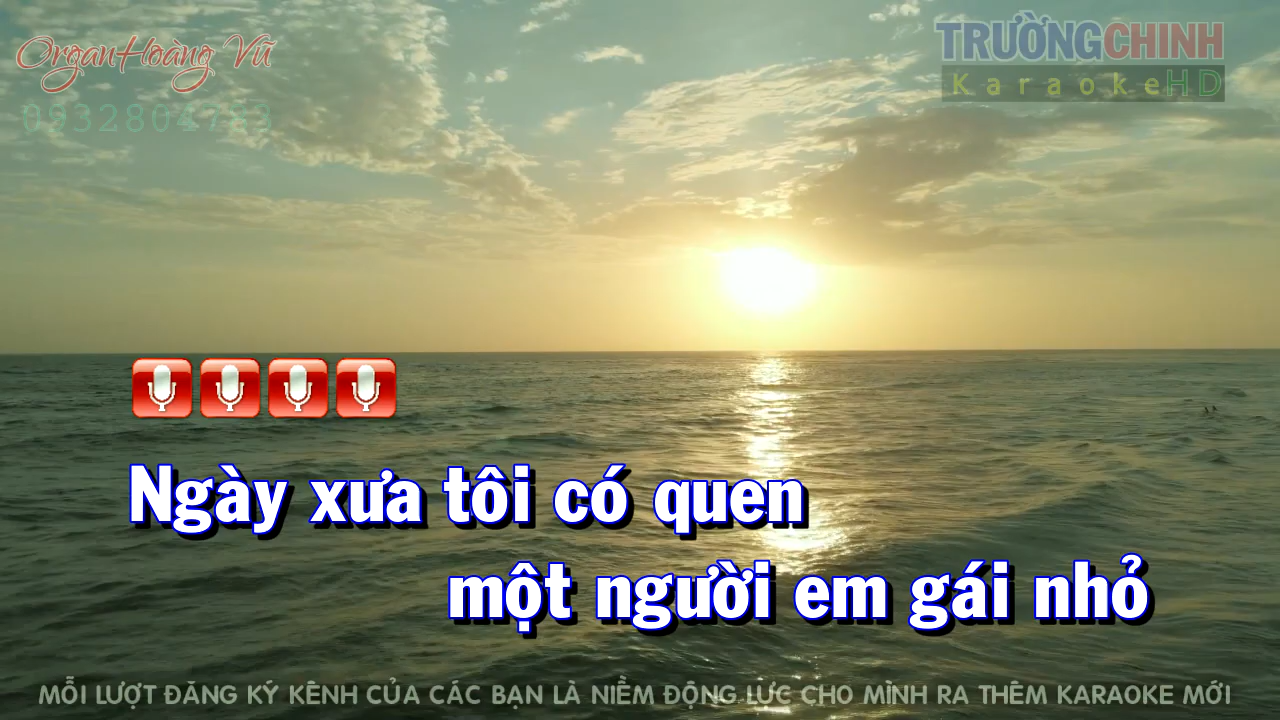 OrganHoàng Vũ
0932804783
TRƯỜNGCHINH
KaraokeHD
Ngày xưa tôi có quen
một người em gái nhỏ
MỖI LƯỢT ĐĂNG KÝ KÊNH CỦA CÁC BẠN LÀ NIỀM ĐỘNG LỰC CHO MÌNH RA THÊM KARAOKE MỚI